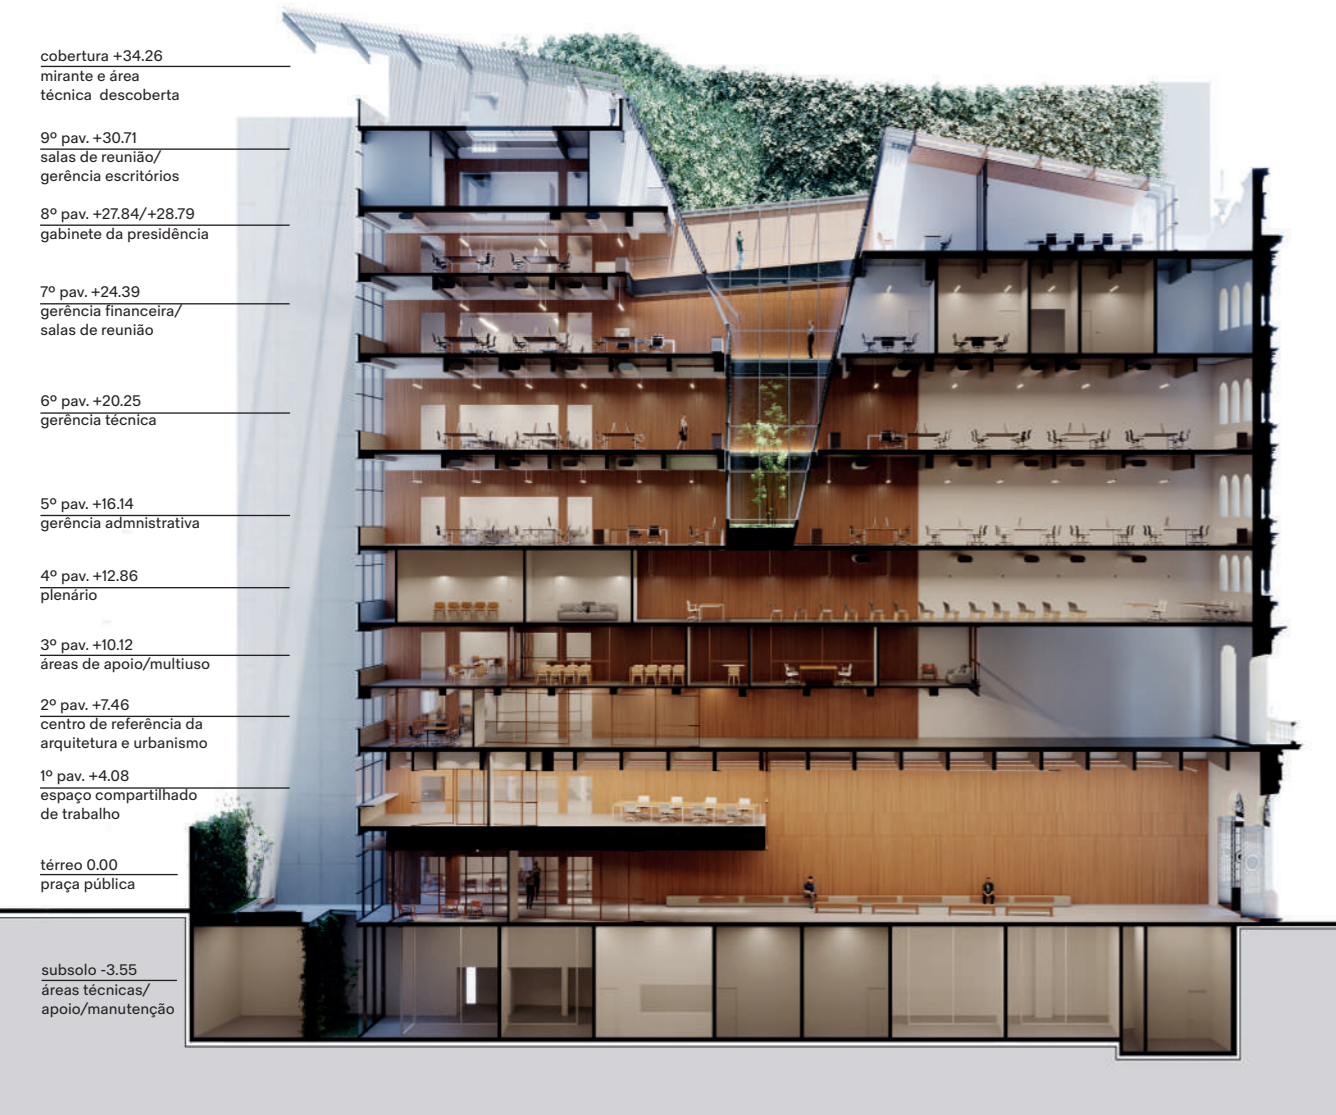 cobertura +34.26
mirante e área
técnica descoberta
9º pav. +30.71
salas de reunião/
gerência escritórios
8º pav. +27.84/+28.79
gabinete da presidência
7º pav. +24.39
gerência financeira/
salas de reunião
6º pav. +20.25
gerência técnica
5º pav. +16.14
gerência admnistrativa
4º pav. +12.86
plenário
3º pav. +10.12
áreas de apoio/multiuso
2º pav. +7.46
centro de referência da
arquitetura e urbanismo
1º pav. +4.08
espaço compartilhado
de trabalho
térreo 0.00
praça pública
subsolo -3.55
áreas técnicas/
apoio/manutenção